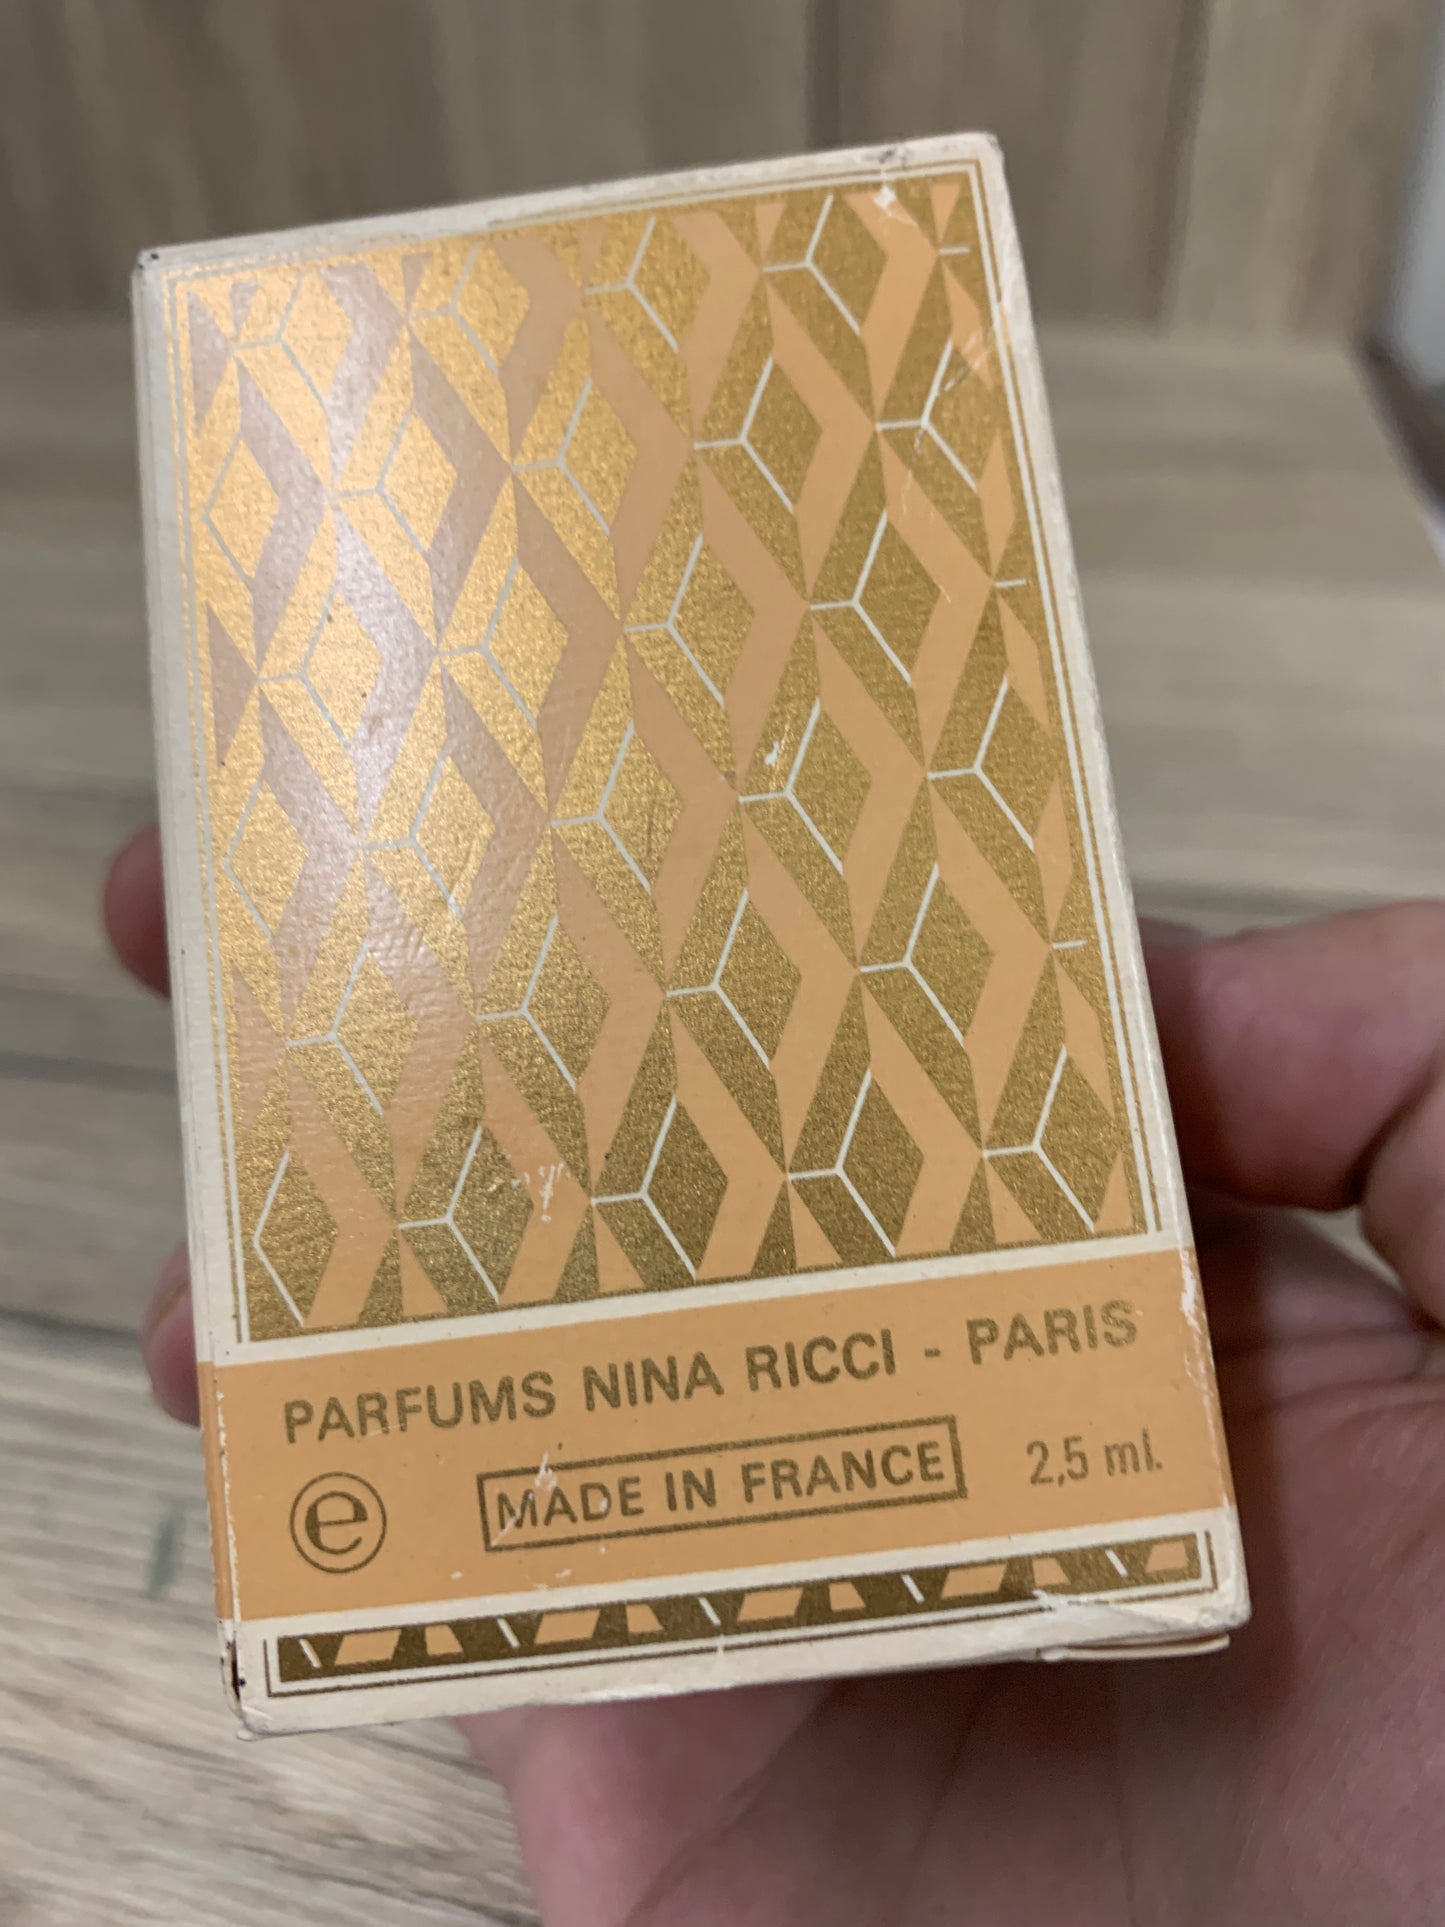 PARFUMS NINA RICCI - PARIS
℮ MADE IN FRANCE 2,5 ml.